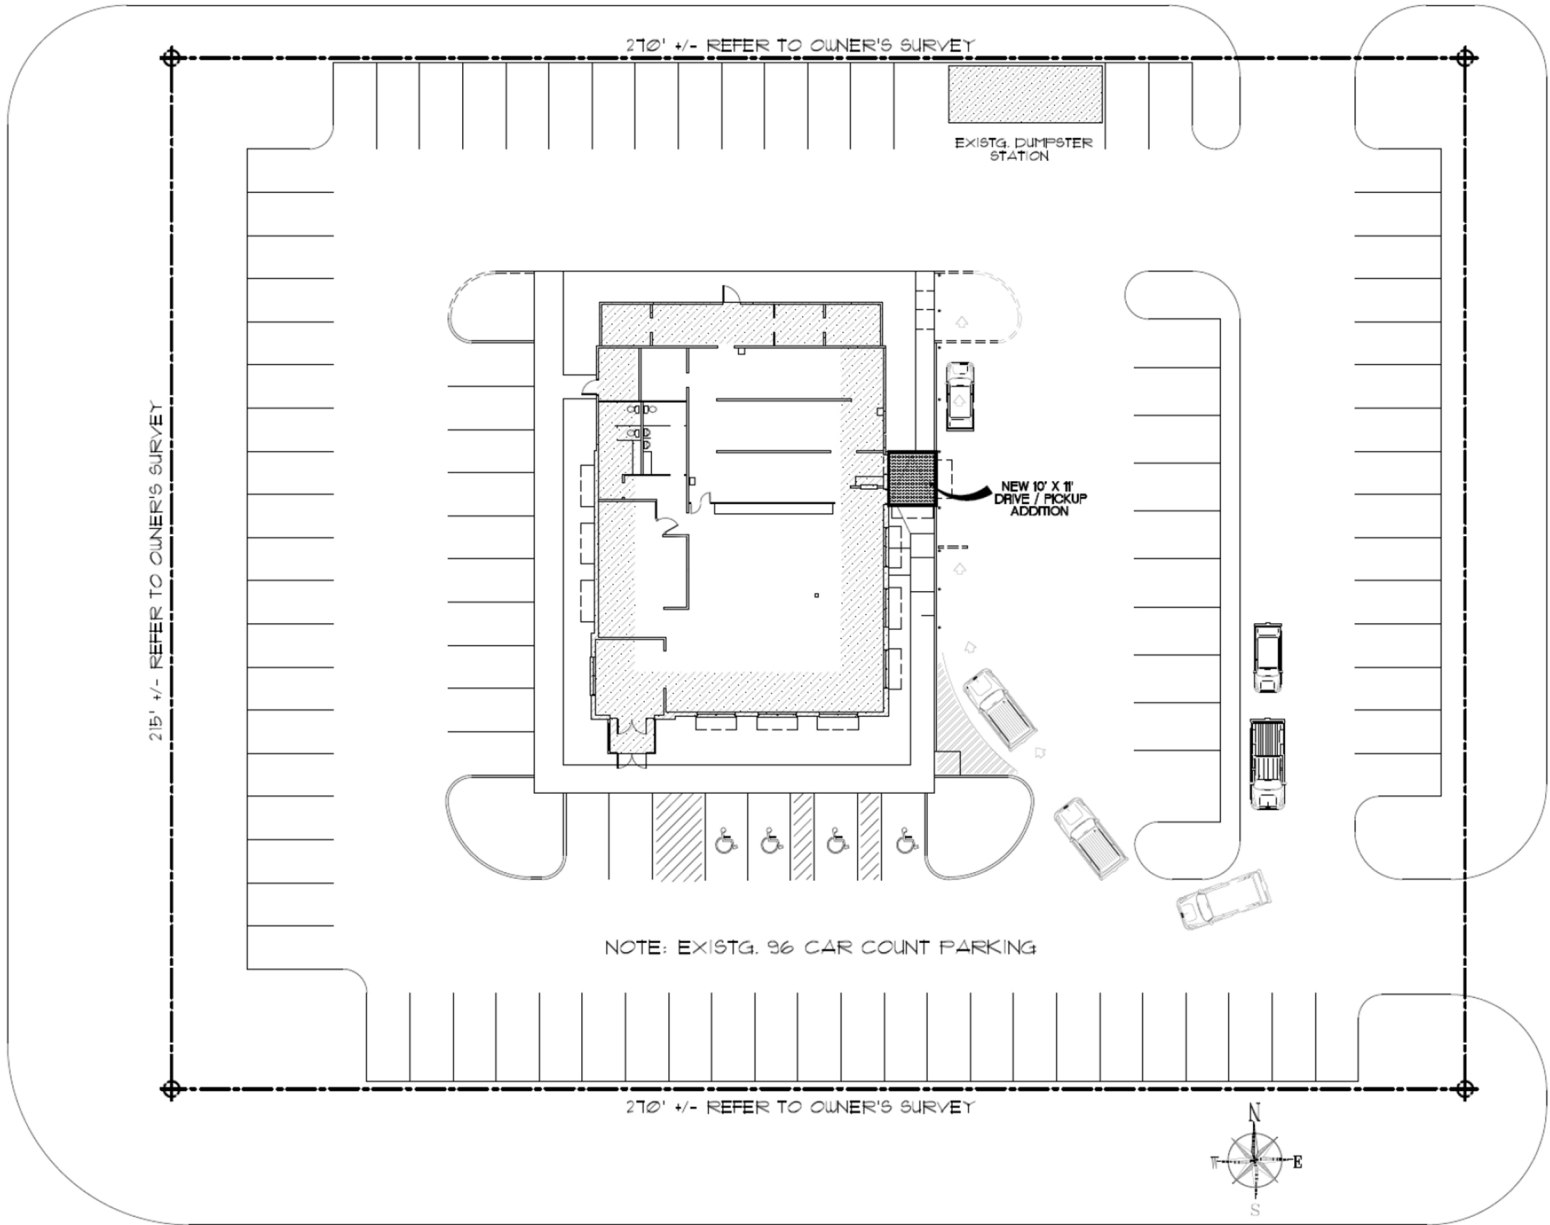 270' +/- REFER TO OWNER'S SURVEY
EXISTG. DUMPSTER
STATION
215' +/- REFER TO OWNER'S SURVEY
NEW 10' X 11'
DRIVE / PICKUP
ADDITION
NOTE: EXISTG. 96 CAR COUNT PARKING
270' +/- REFER TO OWNER'S SURVEY
N
W
E
S